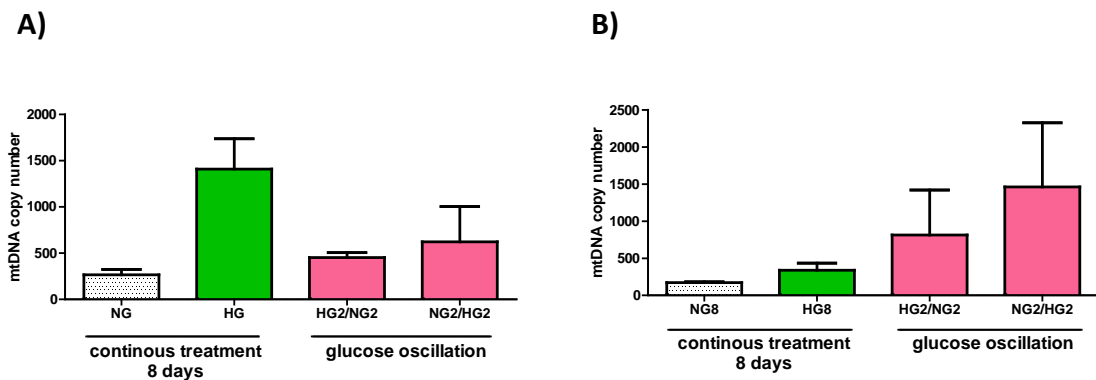 A)
mtDNA copy number
2000
1500
1000
500
0
NG
HG
HG2/NG2
NG2/HG2
continous treatment
8 days
glucose oscillation
B)
mtDNA copy number
2500
2000
1500
1000
500
0
NG8
HG8
HG2/NG2
NG2/HG2
continous treatment
8 days
glucose oscillation